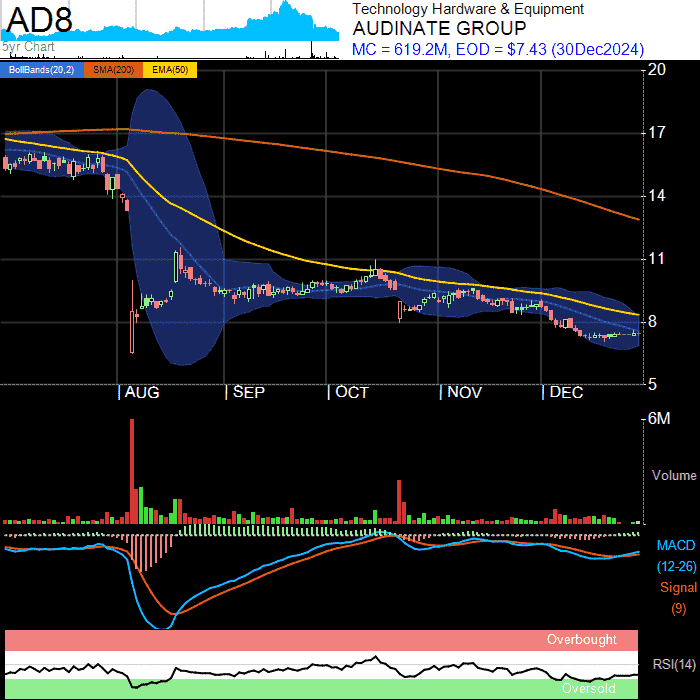 AD8
5yr Chart
Technology Hardware & Equipment
AUDINATE GROUP
MC = 619.2M, EOD = $7.43 (30Dec2024)
BollBands(20,2) SMA(200) EMA(50)
20
17
14
11
8
5
AUG SEP OCT NOV DEC
6M
Volume
MACD
(12-26)
Signal
(9)
Overbought
RSI(14)
Oversold